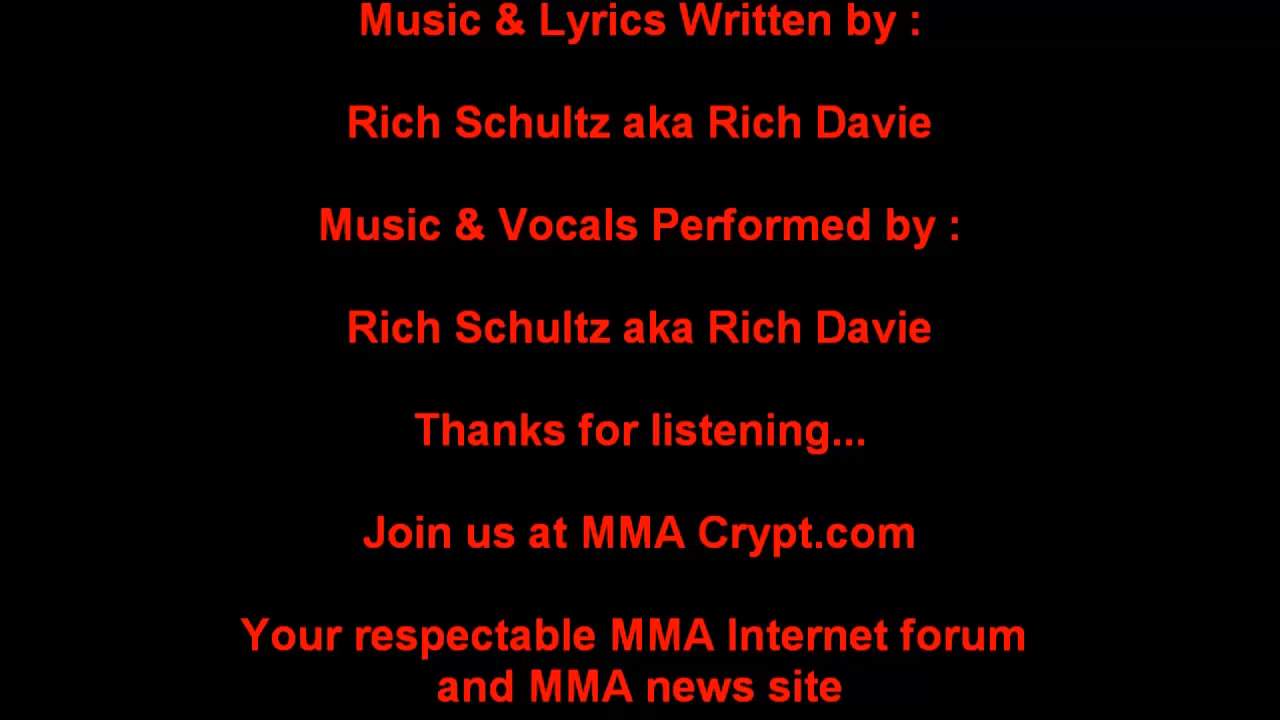 Music & Lyrics Written by :
Rich Schultz aka Rich Davie
Music & Vocals Performed by :
Rich Schultz aka Rich Davie
Thanks for listening...
Join us at MMA Crypt.com
Your respectable MMA Internet forum
and MMA news site